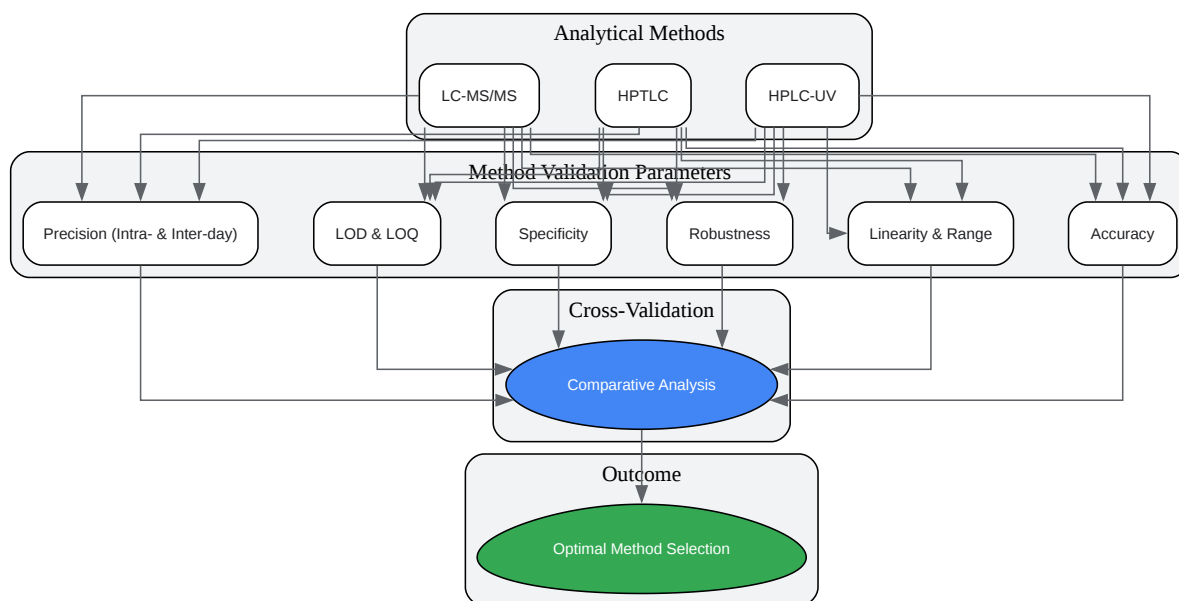 Analytical Methods
LC-MS/MS
HPTLC
HPLC-UV
Method Validation Parameters
Precision (Intra- & Inter-day)
LOD & LOQ
Specificity
Robustness
Linearity & Range
Accuracy
Cross-Validation
Comparative Analysis
Outcome
Optimal Method Selection